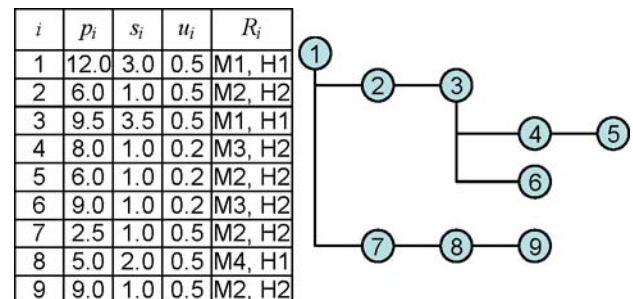 i pᵢ sᵢ uᵢ Rᵢ
1 12.0 3.0 0.5 M1, H1
2 6.0 1.0 0.5 M2, H2
3 9.5 3.5 0.5 M1, H1
4 8.0 1.0 0.2 M3, H2
5 6.0 1.0 0.2 M2, H2
6 9.0 1.0 0.2 M3, H2
7 2.5 1.0 0.5 M2, H2
8 5.0 2.0 0.5 M4, H1
9 9.0 1.0 0.5 M2, H2
1
2 3
4 5
6
7 8 9